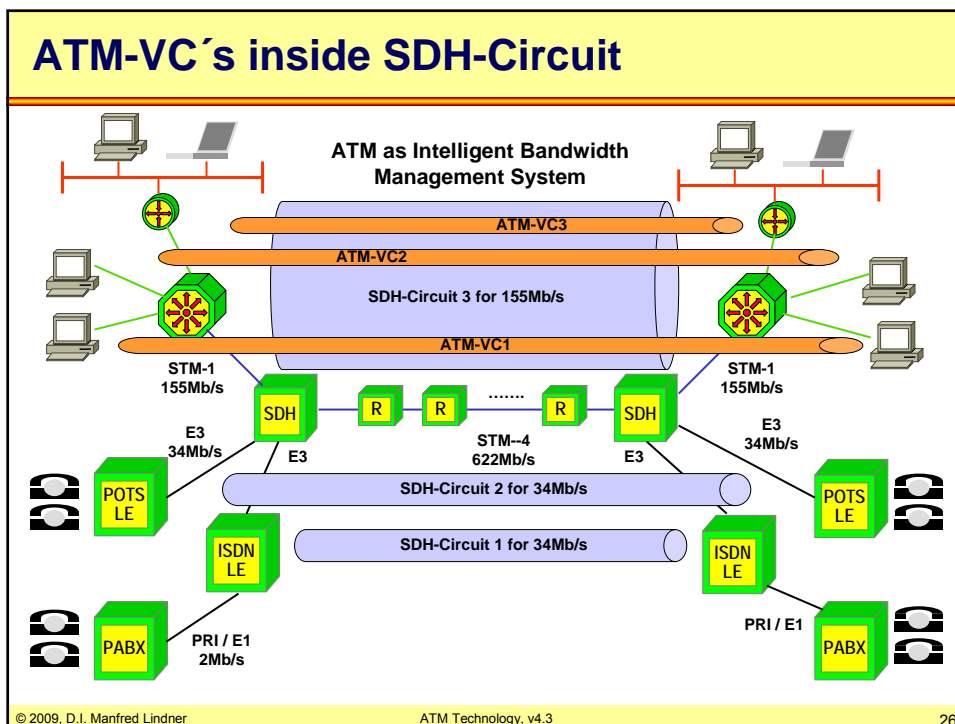 ATM-VC´s inside SDH-Circuit
ATM as Intelligent Bandwidth
Management System
ATM-VC3
ATM-VC2
SDH-Circuit 3 for 155Mb/s
ATM-VC1
STM-1
155Mb/s
STM-1
155Mb/s
SDH
R
R
.......
R
SDH
E3
34Mb/s
E3
STM--4
622Mb/s
E3
E3
34Mb/s
POTS
LE
SDH-Circuit 2 for 34Mb/s
POTS
LE
ISDN
LE
SDH-Circuit 1 for 34Mb/s
ISDN
LE
PABX
PRI / E1
2Mb/s
PRI / E1
PABX
© 2009, D.I. Manfred Lindner
ATM Technology, v4.3
26